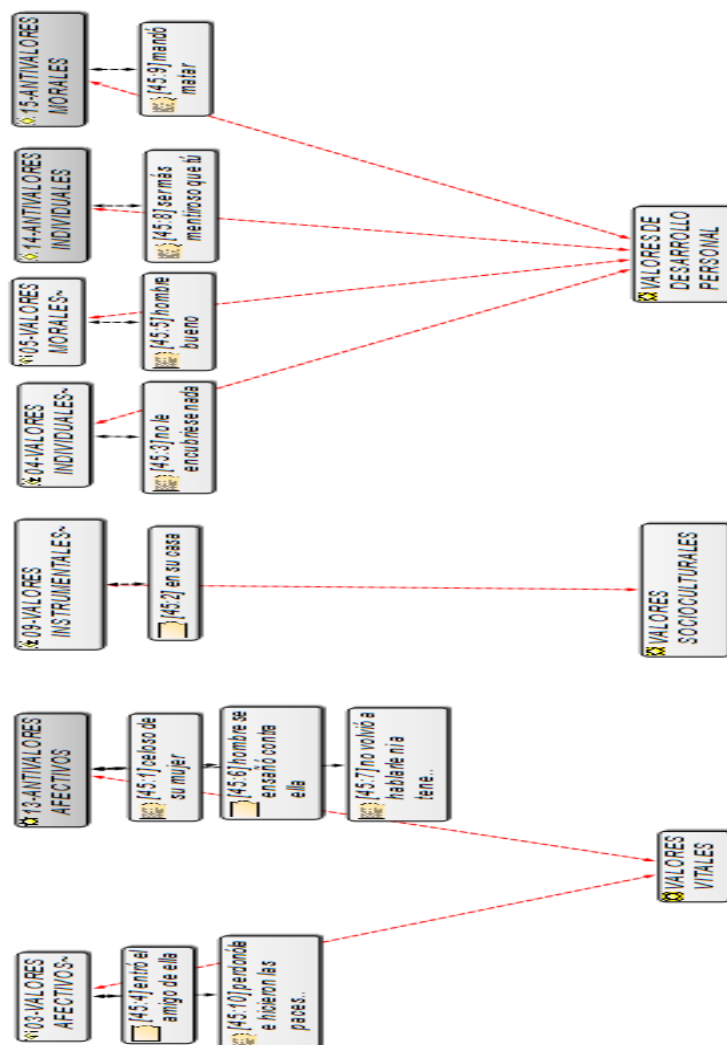 03-VALORES
AFECTIVOS~
13-ANTIVALORES
AFECTIVOS
09-VALORES
INSTRUMENTALES~
04-VALORES
INDIVIDUALES~
05-VALORES
MORALES~
14-ANTIVALORES
INDIVIDUALES
15-ANTIVALORES
MORALES
[45:4] entró el
amigo de ella
[45:1] celoso de
su mujer
[45:2] en su casa
[45:3] no le
encubriese nada
[45:5] hombre
bueno
[45:8] ser más
mentiroso que tú
[45:9] mandó
matar
[45:10] perdonóla
e hicieron las
paces..
[45:6] hombre se
ensañó contra
ella
[45:7] no volvió a
hablarle ni a
tene..
VALORES
VITALES
VALORES
SOCIOCULTURALES
VALORES DE
DESARROLLO
PERSONAL